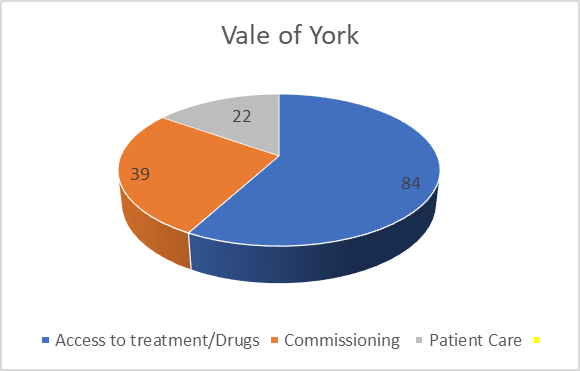 Vale of York
22
39
84
Access to treatment/Drugs Commissioning Patient Care